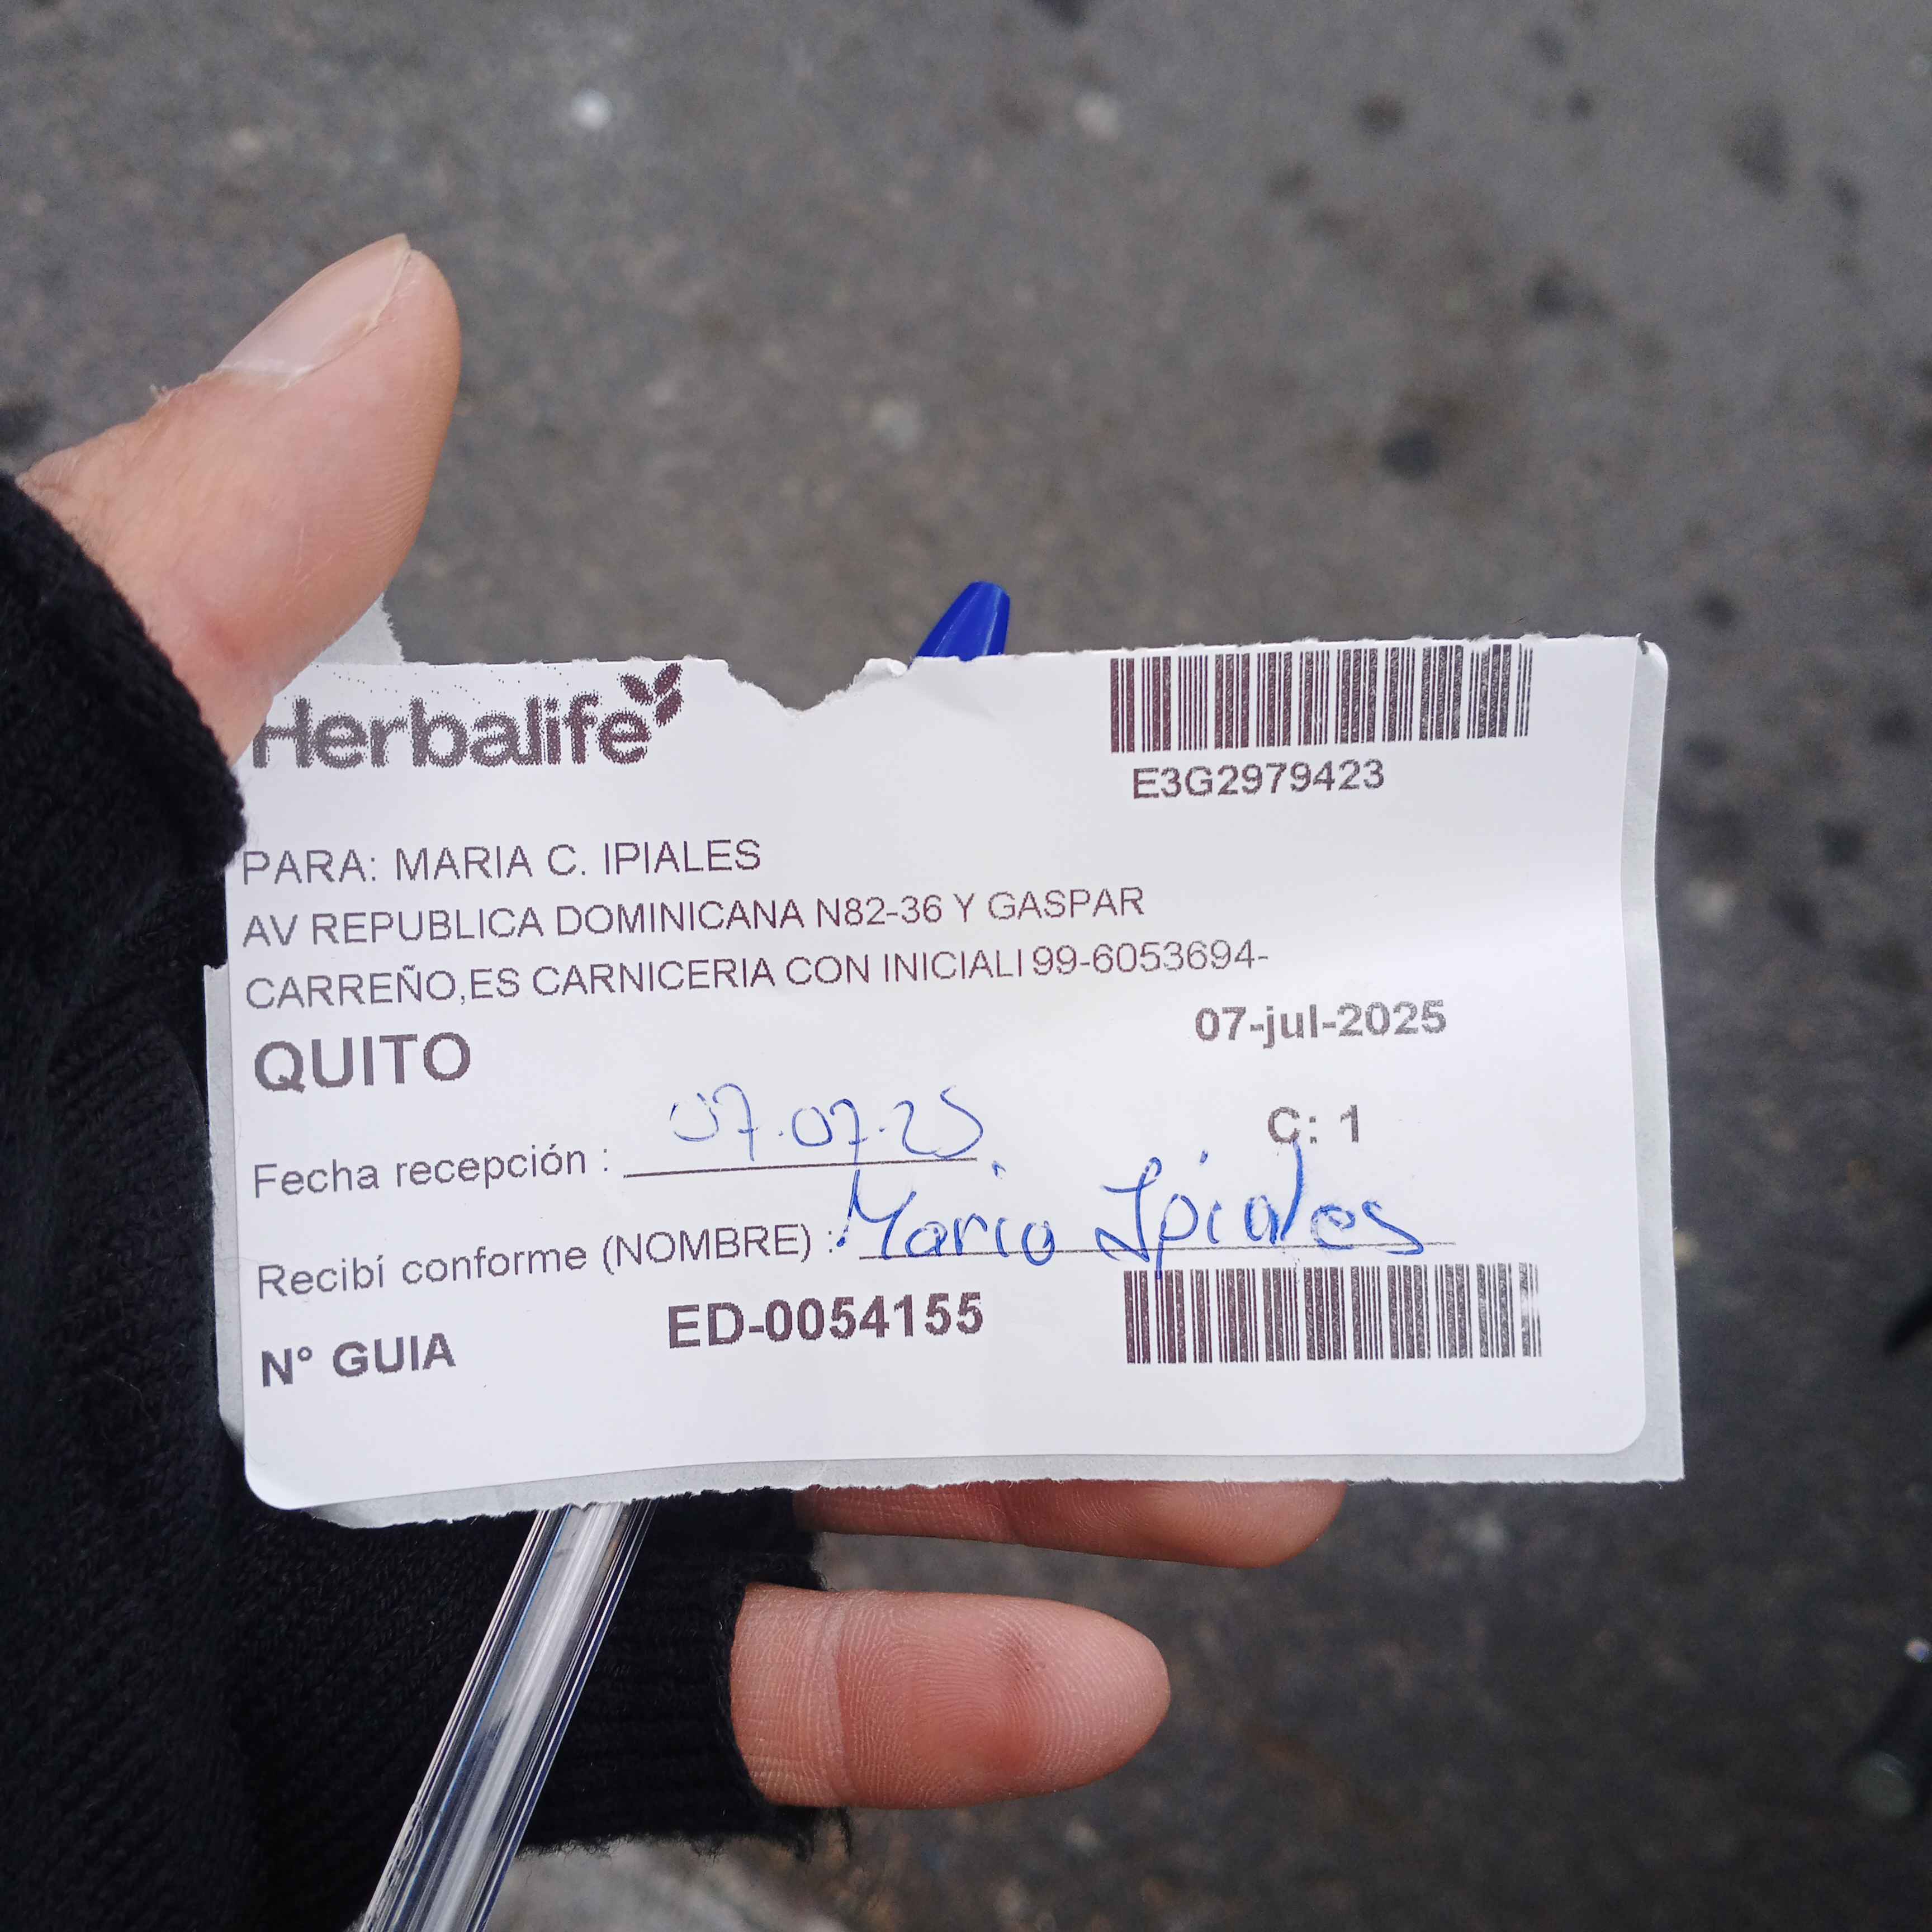 Herbalife
E3G2979423
PARA: MARIA C. IPIALES
AV REPUBLICA DOMINICANA N82-36 Y GASPAR
CARREÑO,ES CARNICERIA CON INICIALI 99-6053694-
QUITO
07-jul-2025
C: 1
Fecha recepción : 07.07.25
Recibí conforme (NOMBRE) : Mario Ipiales
N° GUIA ED-0054155